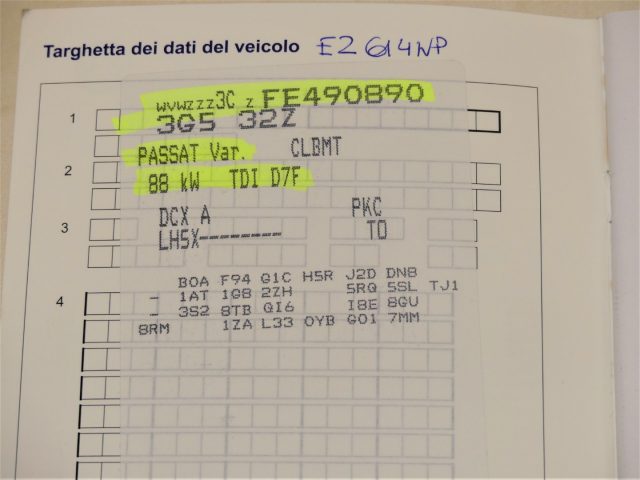 Targhetta dei dati del veicolo EZ614NP
wvwzzz3C z FE490890
1
3G5 32Z
PASSAT Var. CLBMT
2
88 kW TDI D7F
DCX A PKC
3
LH5X-------- TO
BOA F94 G1C H5R J2D DN8
4
- 1AT 1G8 2ZH 5RQ 5SL TJ1
- 3S2 8TB QI6 I8E 8GU
8RM 1ZA L33 OYB GO1 7MM